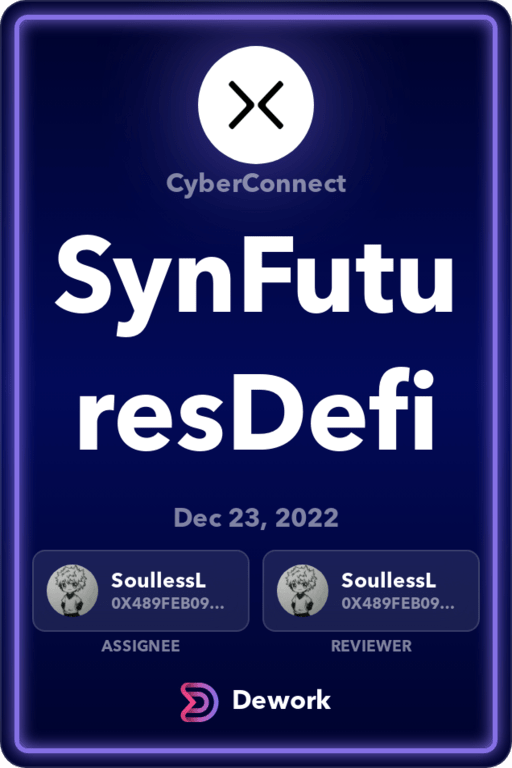 CyberConnect
SynFutu
resDefi
Dec 23, 2022
SoullessL
0X489FEB09...
SoullessL
0X489FEB09...
ASSIGNEE
REVIEWER
Dework